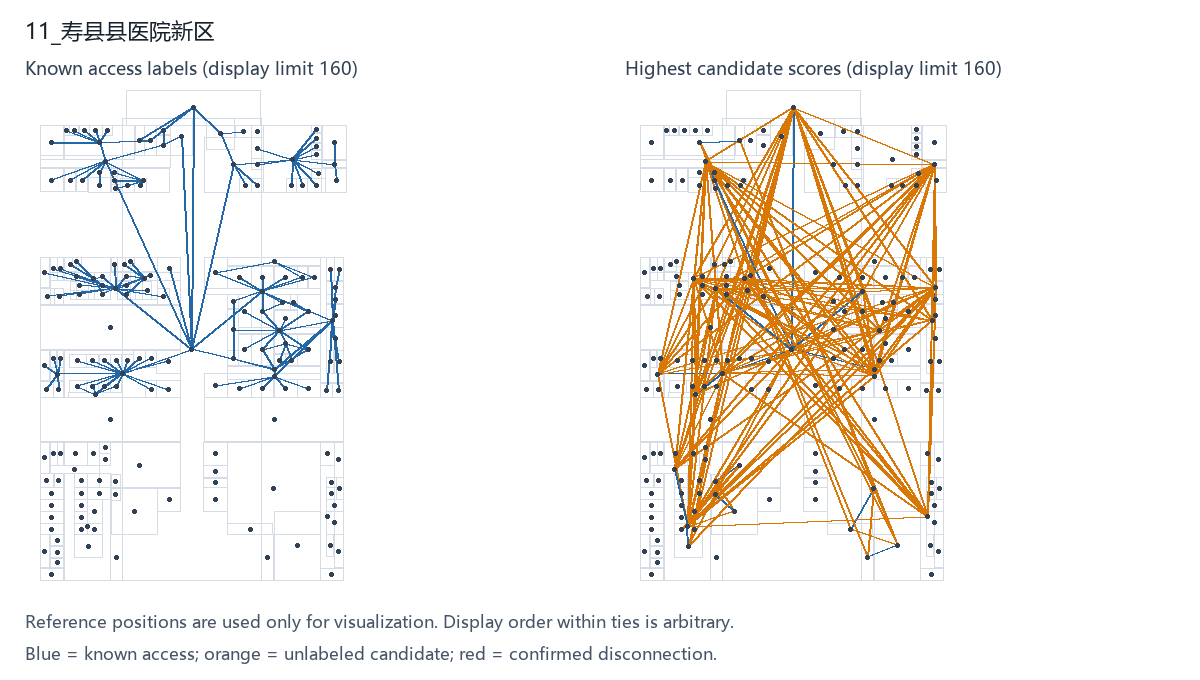 11_寿县县医院新区
Known access labels (display limit 160)
Highest candidate scores (display limit 160)
Reference positions are used only for visualization. Display order within ties is arbitrary.
Blue = known access; orange = unlabeled candidate; red = confirmed disconnection.